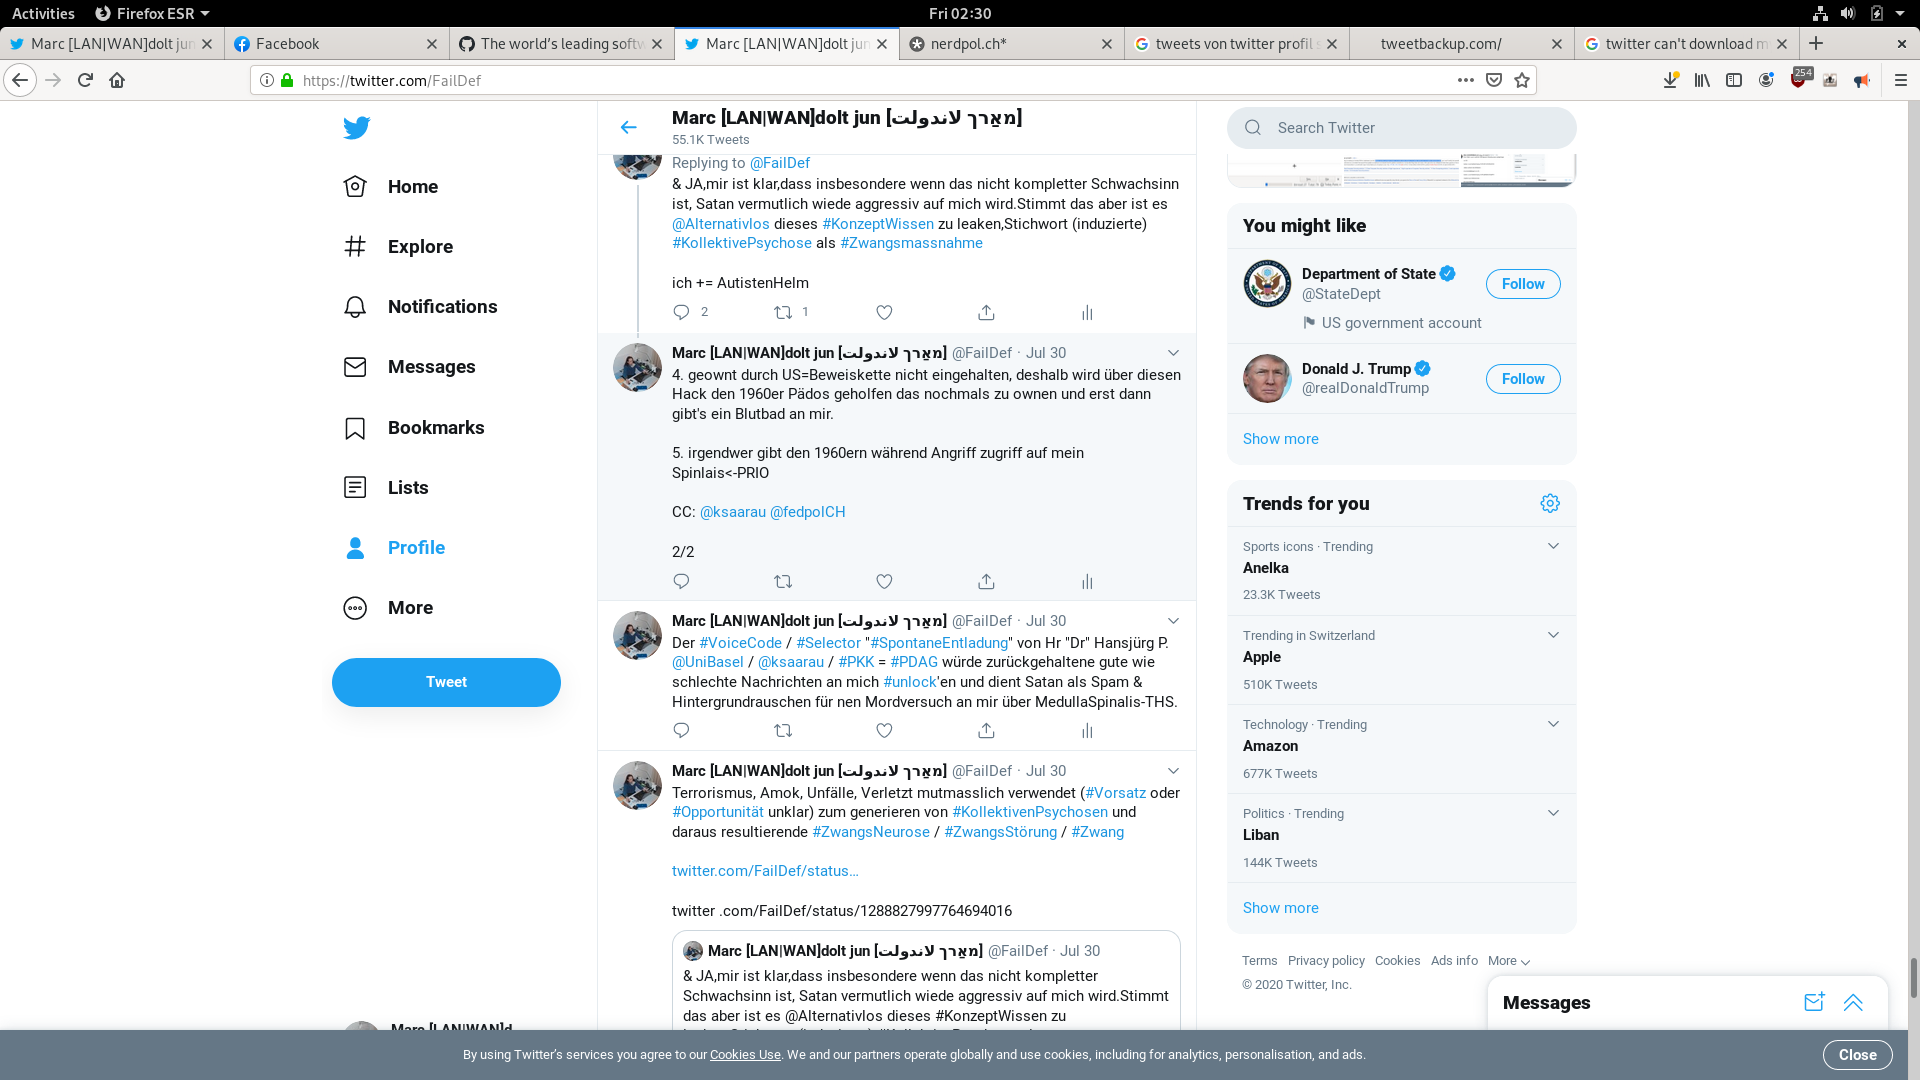 Activities Firefox ESR Fri 02:30
Marc [LAN|WAN]dolt jun Facebook The world's leading softw Marc [LAN|WAN]dolt jun nerdpol.ch* tweets von twitter profil s tweetbackup.com/ twitter can't download m
https://twitter.com/FailDef 254
Home
Explore
Notifications
Messages
Bookmarks
Lists
Profile
More
Tweet
Marc [LAN|WAN]d
Marc [LAN|WAN]dolt jun [מאַרך לאנדולת]
55.1K Tweets
Replying to @FailDef
& JA,mir ist klar,dass insbesondere wenn das nicht kompletter Schwachsinn
ist, Satan vermutlich wiede aggressiv auf mich wird.Stimmt das aber ist es
@Alternativlos dieses #KonzeptWissen zu leaken,Stichwort (induzierte)
#KollektivePsychose als #Zwangsmassnahme
ich += AutistenHelm
2 1
Marc [LAN|WAN]dolt jun [מאַרך לאנדולת] @FailDef · Jul 30
4. geownt durch US=Beweiskette nicht eingehalten, deshalb wird über diesen
Hack den 1960er Pädos geholfen das nochmals zu ownen und erst dann
gibt's ein Blutbad an mir.
5. irgendwer gibt den 1960ern während Angriff zugriff auf mein
Spinlais<-PRIO
CC: @ksaarau @fedpolCH
2/2
Marc [LAN|WAN]dolt jun [מאַרך לאנדולת] @FailDef · Jul 30
Der #VoiceCode / #Selector "#SpontaneEntladung" von Hr "Dr" Hansjürg P.
@UniBasel / @ksaarau / #PKK = #PDAG würde zurückgehaltene gute wie
schlechte Nachrichten an mich #unlock'en und dient Satan als Spam &
Hintergrundrauschen für nen Mordversuch an mir über MedullaSpinalis-THS.
Marc [LAN|WAN]dolt jun [מאַרך לאנדולת] @FailDef · Jul 30
Terrorismus, Amok, Unfälle, Verletzt mutmasslich verwendet (#Vorsatz oder
#Opportunität unklar) zum generieren von #KollektivenPsychosen und
daraus resultierende #ZwangsNeurose / #ZwangsStörung / #Zwang
twitter.com/FailDef/status…
twitter .com/FailDef/status/1288827997764694016
Marc [LAN|WAN]dolt jun [מאַרך לאנדולת] @FailDef · Jul 30
& JA,mir ist klar,dass insbesondere wenn das nicht kompletter
Schwachsinn ist, Satan vermutlich wiede aggressiv auf mich wird.Stimmt
das aber ist es @Alternativlos dieses #KonzeptWissen zu
Search Twitter
You might like
Department of State
@StateDept
US government account
Follow
Donald J. Trump
@realDonaldTrump
Follow
Show more
Trends for you
Sports icons · Trending
Anelka
23.3K Tweets
Trending in Switzerland
Apple
510K Tweets
Technology · Trending
Amazon
677K Tweets
Politics · Trending
Liban
144K Tweets
Show more
Terms Privacy policy Cookies Ads info More
© 2020 Twitter, Inc.
Messages
By using Twitter's services you agree to our Cookies Use. We and our partners operate globally and use cookies, including for analytics, personalisation, and ads.
Close